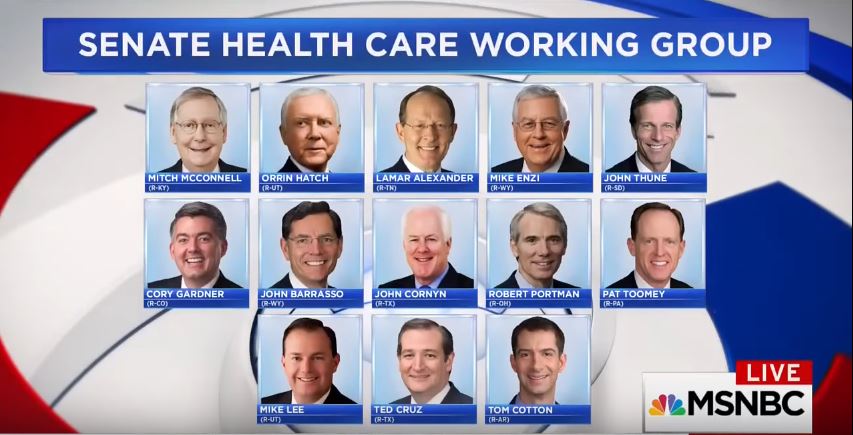 SENATE HEALTH CARE WORKING GROUP
MITCH MCCONNELL
(R-KY)
ORRIN HATCH
(R-UT)
LAMAR ALEXANDER
(R-TN)
MIKE ENZI
(R-WY)
JOHN THUNE
(R-SD)
CORY GARDNER
(R-CO)
JOHN BARRASSO
(R-WY)
JOHN CORNYN
(R-TX)
ROBERT PORTMAN
(R-OH)
PAT TOOMEY
(R-PA)
MIKE LEE
(R-UT)
TED CRUZ
(R-TX)
TOM COTTON
(R-AR)
LIVE
MSNBC